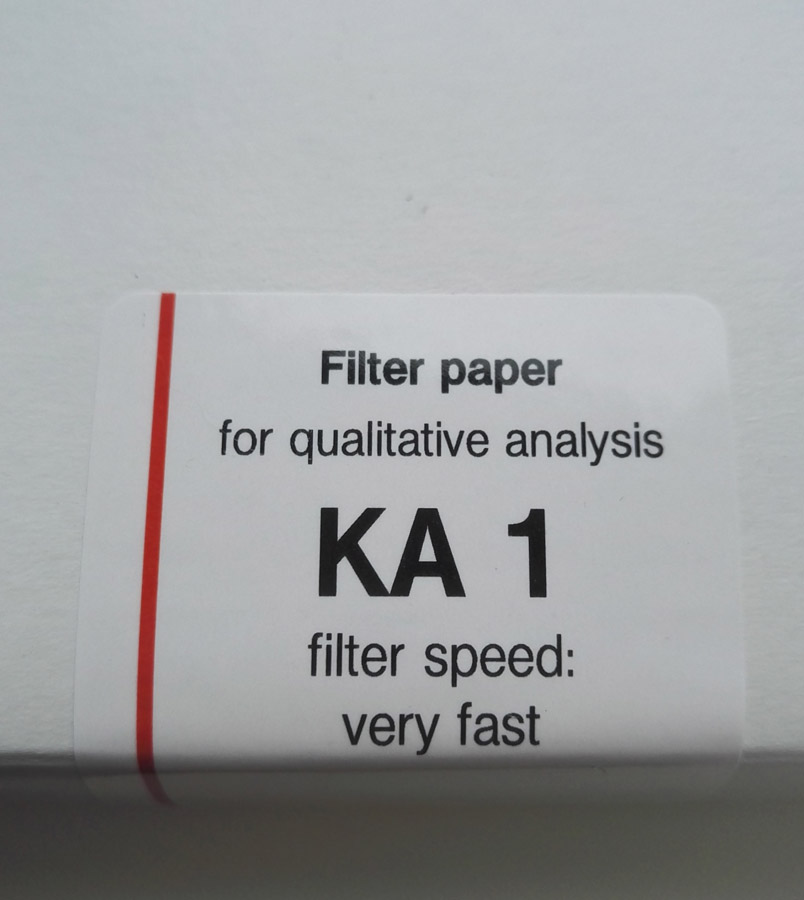 Filter paper
for qualitative analysis
KA 1
filter speed:
very fast